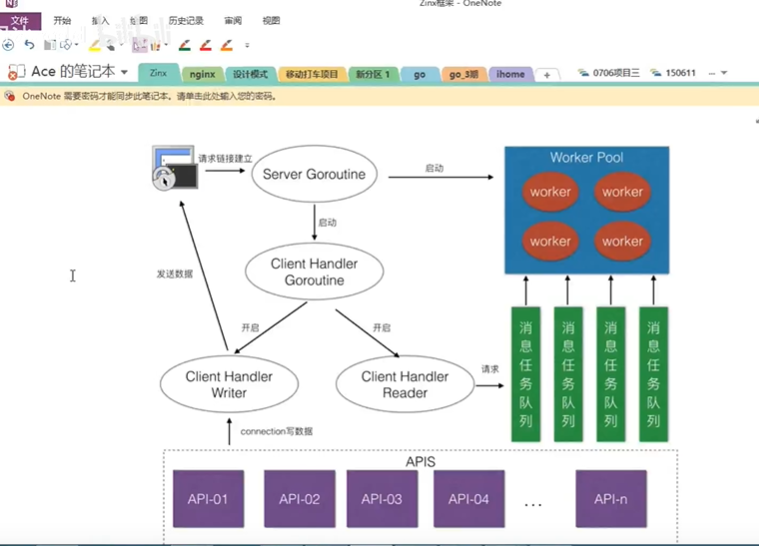 Zinx框架 - OneNote
文件 开始 插入 绘图 历史记录 审阅 视图
bilibili
Ace 的笔记本 Zinx nginx 设计模式 移动打车项目 新分区 1 go go_3期 ihome + 0706项目三 150611 ...
OneNote 需要密码才能同步此笔记本。请单击此处输入您的密码。
请求链接建立
Server Goroutine
启动
Worker Pool
worker worker
worker worker
启动
Client Handler
Goroutine
发送数据
开启
开启
Client Handler
Writer
Client Handler
Reader
请求
消息任务队列
消息任务队列
消息任务队列
消息任务队列
connection写数据
APIS
API-01 API-02 API-03 API-04 ... API-n